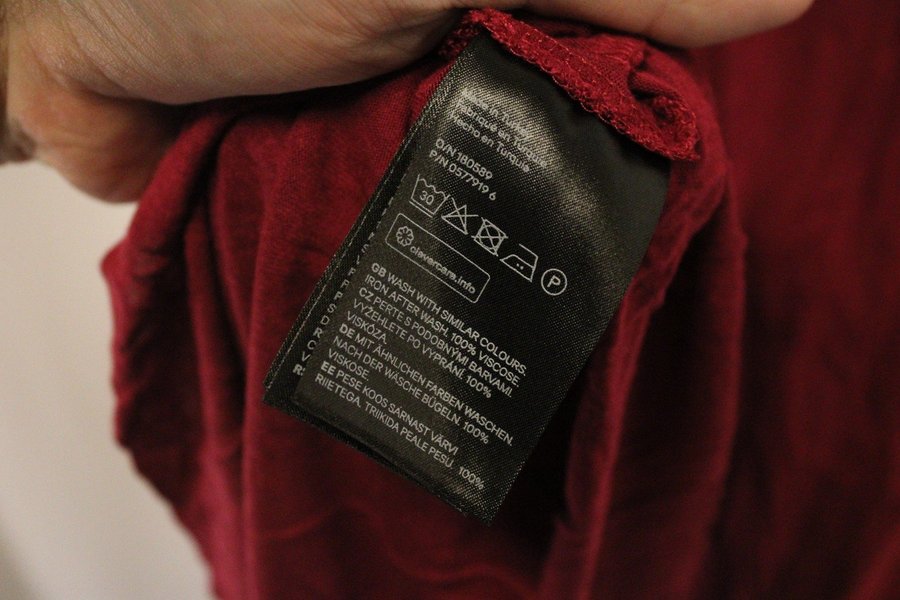 Made in Turkey
Fabriqué en Turquie
Hecho en Turquía
O/N 180589
P/N D577919 6
30
P
clevercare.info
GB WASH WITH SIMILAR COLOURS.
IRON AFTER WASH. 100% VISCOSE.
CZ PERTE S PODOBNÝMI BARVAMI.
VYŽEHLETE PO VYPRÁNÍ. 100%
VISKÓZA.
DE MIT ÄHNLICHEN FARBEN WASCHEN.
NACH DER WÄSCHE BÜGELN. 100%
VISKOSE.
EE PESE KOOS SARNAST VÄRVI
RIIETEGA. TRIIKIDA PEALE PESU. 100%